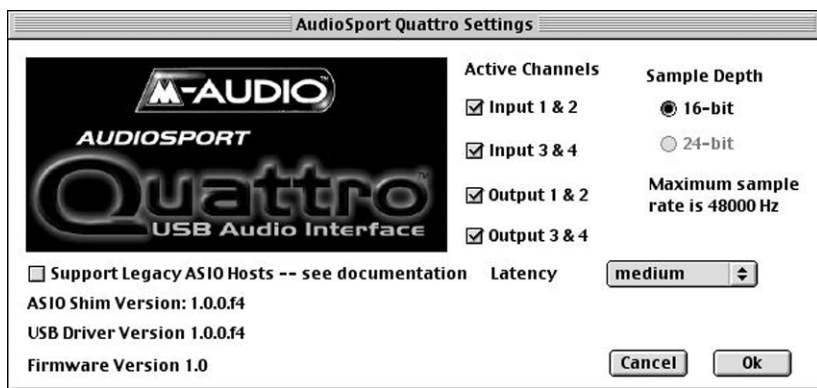 AudioSport Quattro Settings
M-AUDIO™
AUDIOSPORT
Quattro™
USB Audio Interface
Active Channels
Input 1 & 2
Input 3 & 4
Output 1 & 2
Output 3 & 4
Sample Depth
16-bit
24-bit
Maximum sample
rate is 48000 Hz
Support Legacy ASIO Hosts -- see documentation
Latency
medium
ASIO Shim Version: 1.0.0.f4
USB Driver Version 1.0.0.f4
Firmware Version 1.0
Cancel
Ok